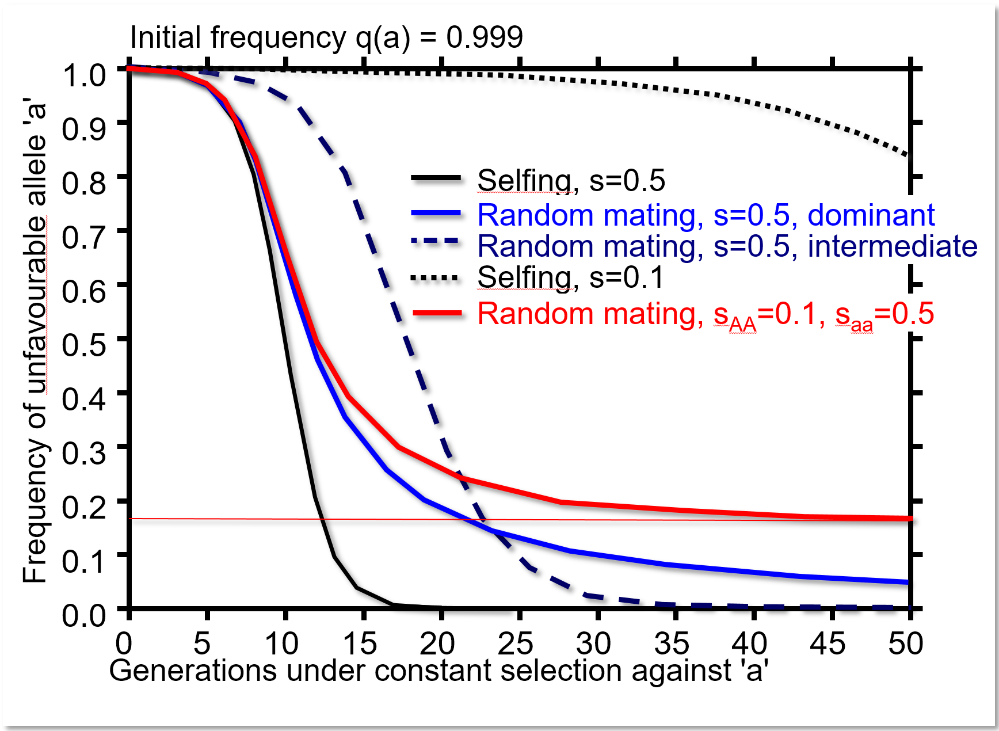 Initial frequency q(a) = 0.999
Frequency of unfavourable allele 'a'
1.0
0.9
0.8
0.7
0.6
0.5
0.4
0.3
0.2
0.1
0.0
Selfing, s=0.5
Random mating, s=0.5, dominant
Random mating, s=0.5, intermediate
Selfing, s=0.1
Random mating, sAA=0.1, saa=0.5
0 5 10 15 20 25 30 35 40 45 50
Generations under constant selection against 'a'